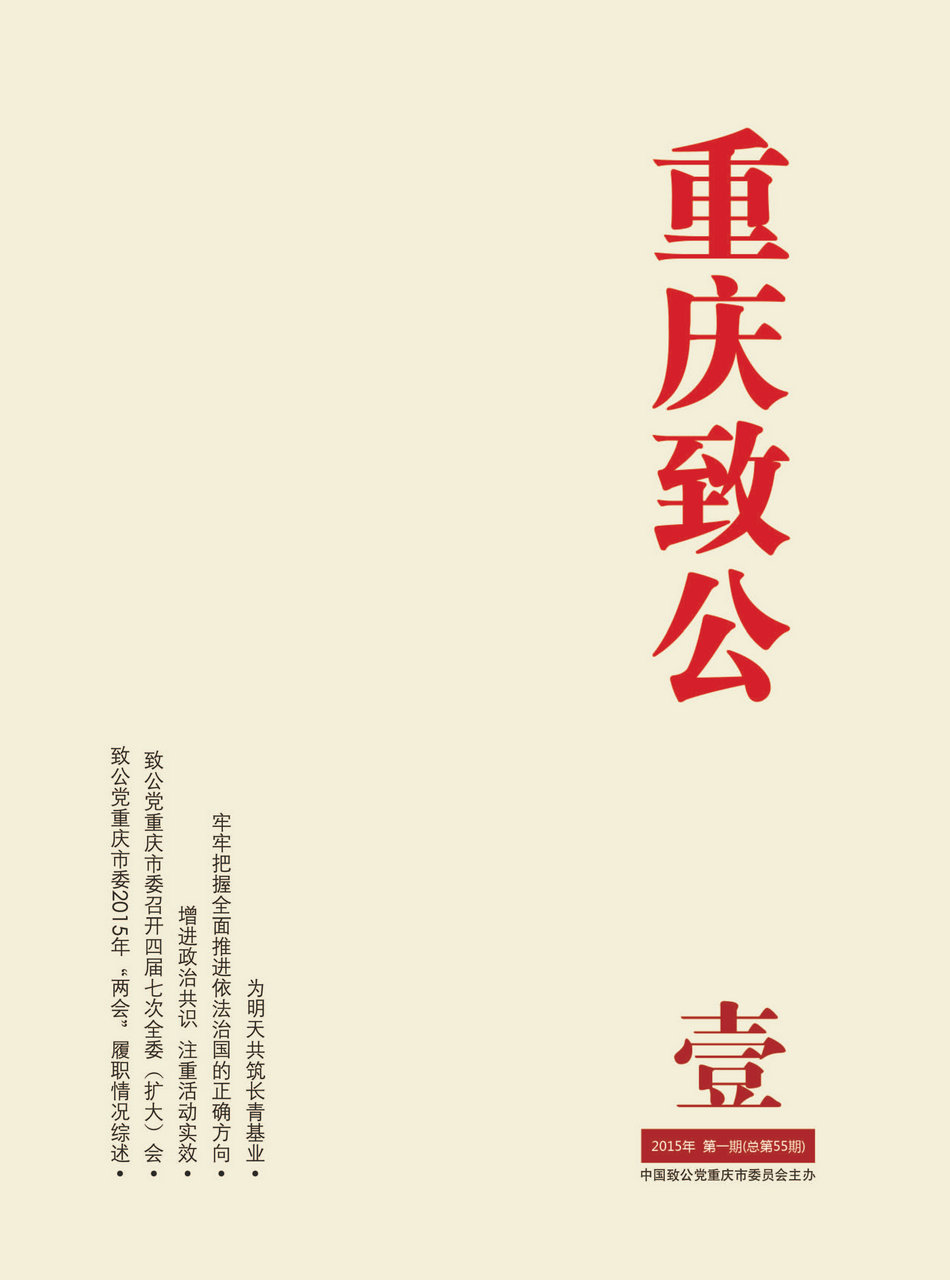 重庆致公
壹
2015年 第一期(总第55期)
中国致公党重庆市委员会主办
为明天共筑长青基业•
牢牢把握全面推进依法治国的正确方向•
增进政治共识 注重活动实效•
致公党重庆市委召开四届七次全委（扩大）会•
致公党重庆市委2015年“两会”履职情况综述•